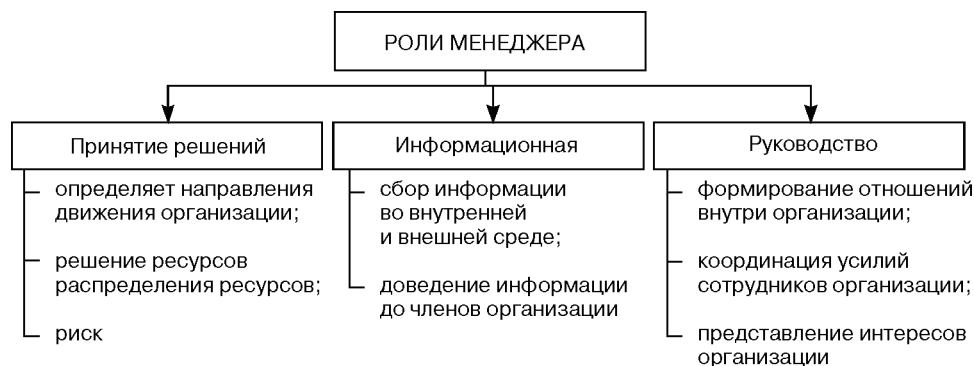 РОЛИ МЕНЕДЖЕРА
Принятие решений
определяет направления
движения организации;
решение ресурсов
распределения ресурсов;
риск
Информационная
сбор информации
во внутренней
и внешней среде;
доведение информации
до членов организации
Руководство
формирование отношений
внутри организации;
координация усилий
сотрудников организации;
представление интересов
организации